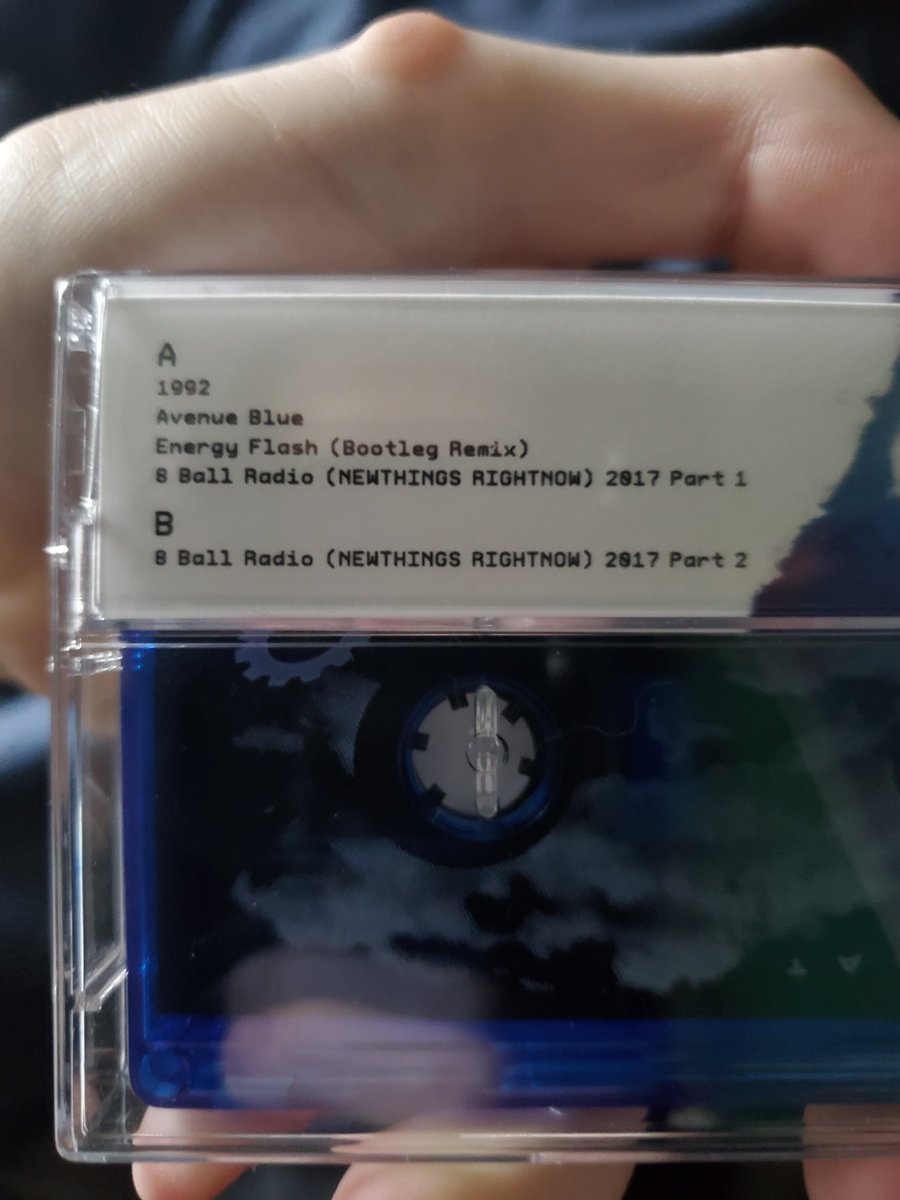 A
1992
Avenue Blue
Energy Flash (Bootleg Remix)
8 Ball Radio (NEWTHINGS RIGHTNOW) 2017 Part 1
B
8 Ball Radio (NEWTHINGS RIGHTNOW) 2017 Part 2